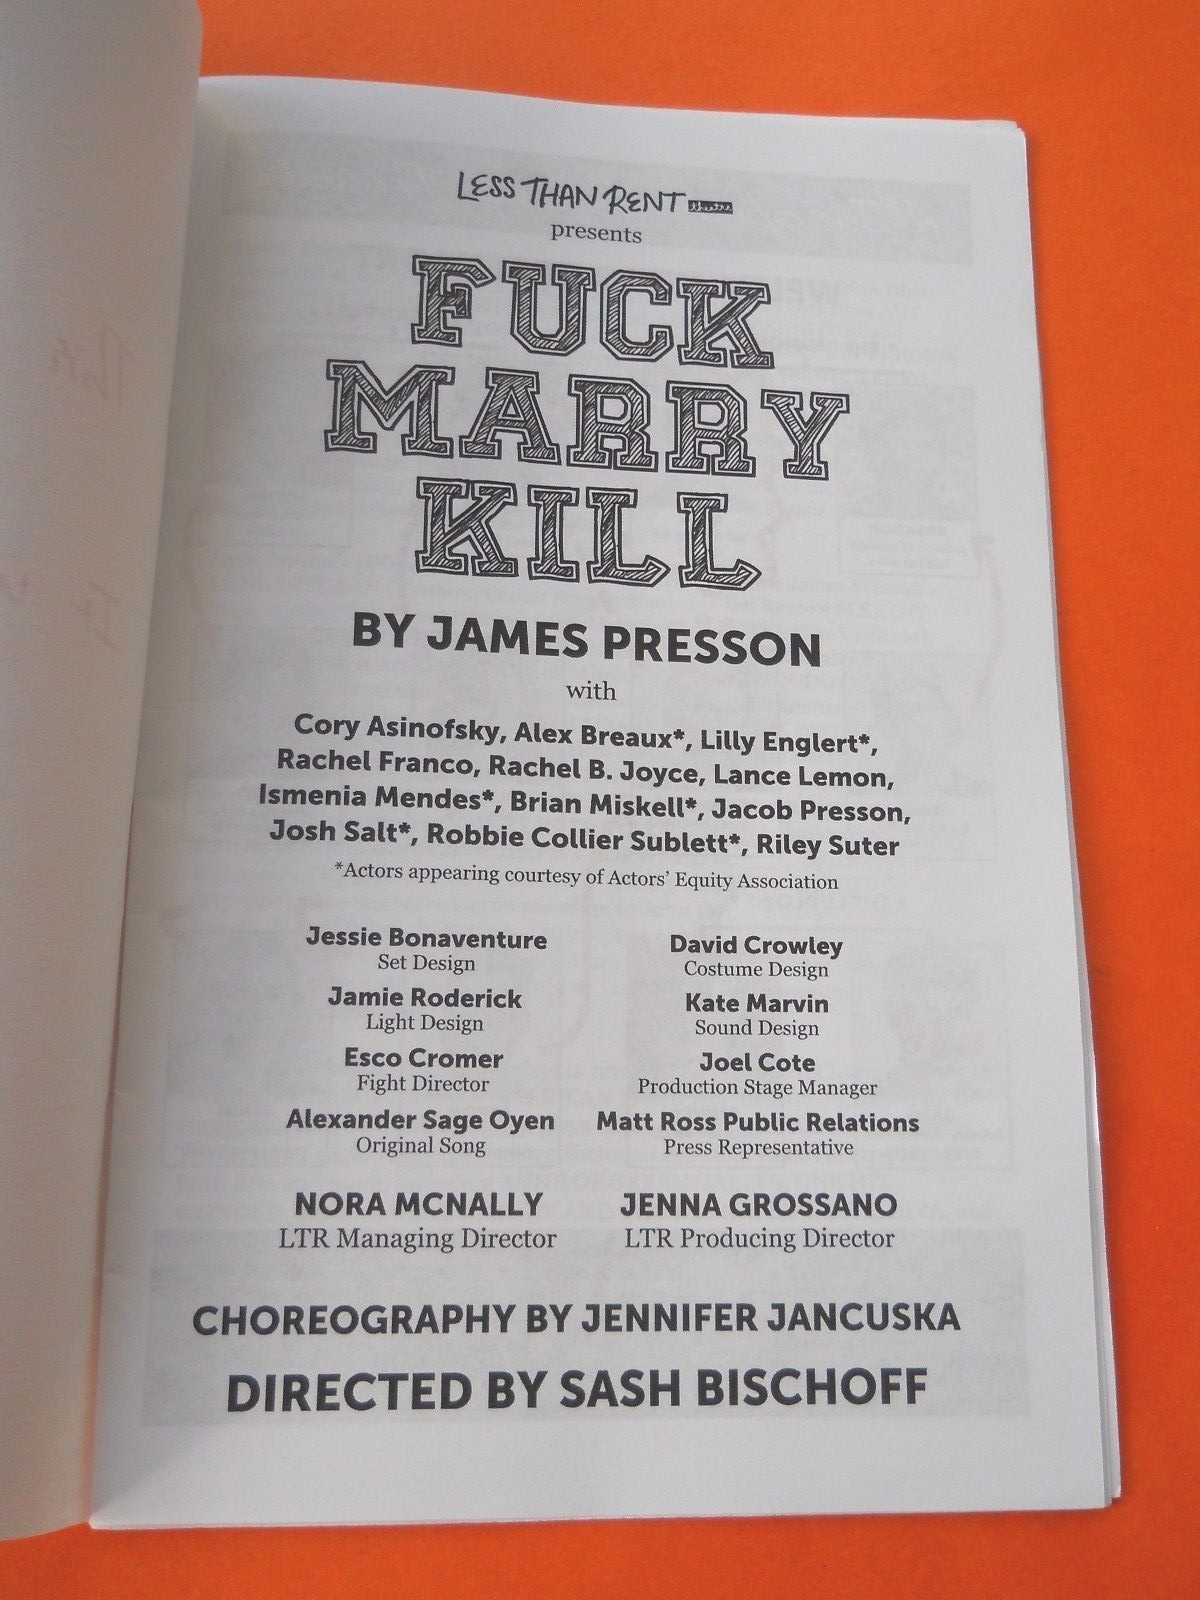 LESS THAN RENT theatre
presents
FUCK
MARRY
KILL
BY JAMES PRESSON
with
Cory Asinofsky, Alex Breaux*, Lilly Englert*,
Rachel Franco, Rachel B. Joyce, Lance Lemon,
Ismenia Mendes*, Brian Miskell*, Jacob Presson,
Josh Salt*, Robbie Collier Sublett*, Riley Suter
*Actors appearing courtesy of Actors' Equity Association
Jessie Bonaventure
Set Design
David Crowley
Costume Design
Jamie Roderick
Light Design
Kate Marvin
Sound Design
Esco Cromer
Fight Director
Joel Cote
Production Stage Manager
Alexander Sage Oyen
Original Song
Matt Ross Public Relations
Press Representative
NORA MCNALLY
LTR Managing Director
JENNA GROSSANO
LTR Producing Director
CHOREOGRAPHY BY JENNIFER JANCUSKA
DIRECTED BY SASH BISCHOFF